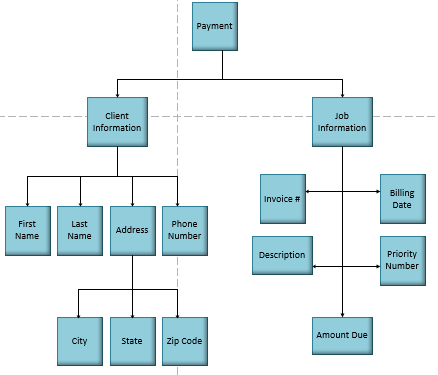 Payment
Client
Information
Job
Information
Invoice #
Billing
Date
First
Name
Last
Name
Address
Phone
Number
Description
Priority
Number
City
State
Zip Code
Amount Due